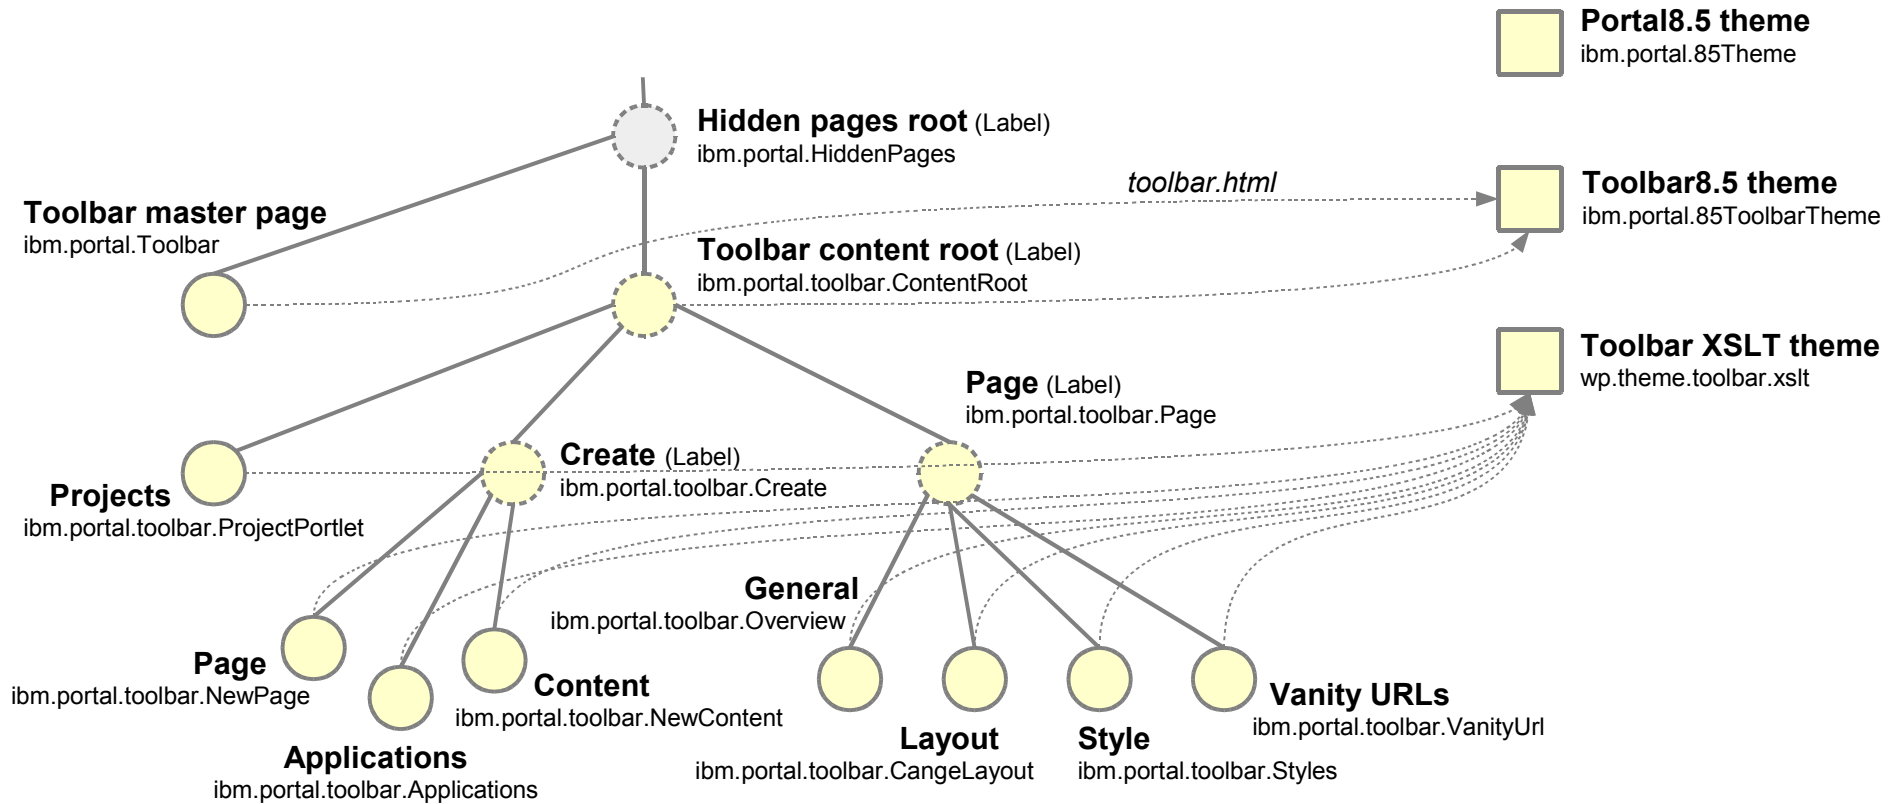 Portal8.5 theme
ibm.portal.85Theme
Hidden pages root (Label)
ibm.portal.HiddenPages
toolbar.html
Toolbar8.5 theme
ibm.portal.85ToolbarTheme
Toolbar master page
ibm.portal.Toolbar
Toolbar content root (Label)
ibm.portal.toolbar.ContentRoot
Toolbar XSLT theme
wp.theme.toolbar.xslt
Page (Label)
ibm.portal.toolbar.Page
Create (Label)
ibm.portal.toolbar.Create
Projects
ibm.portal.toolbar.ProjectPortlet
General
ibm.portal.toolbar.Overview
Page
ibm.portal.toolbar.NewPage
Content
ibm.portal.toolbar.NewContent
Vanity URLs
ibm.portal.toolbar.VanityUrl
Applications
ibm.portal.toolbar.Applications
Layout
ibm.portal.toolbar.CangeLayout
Style
ibm.portal.toolbar.Styles